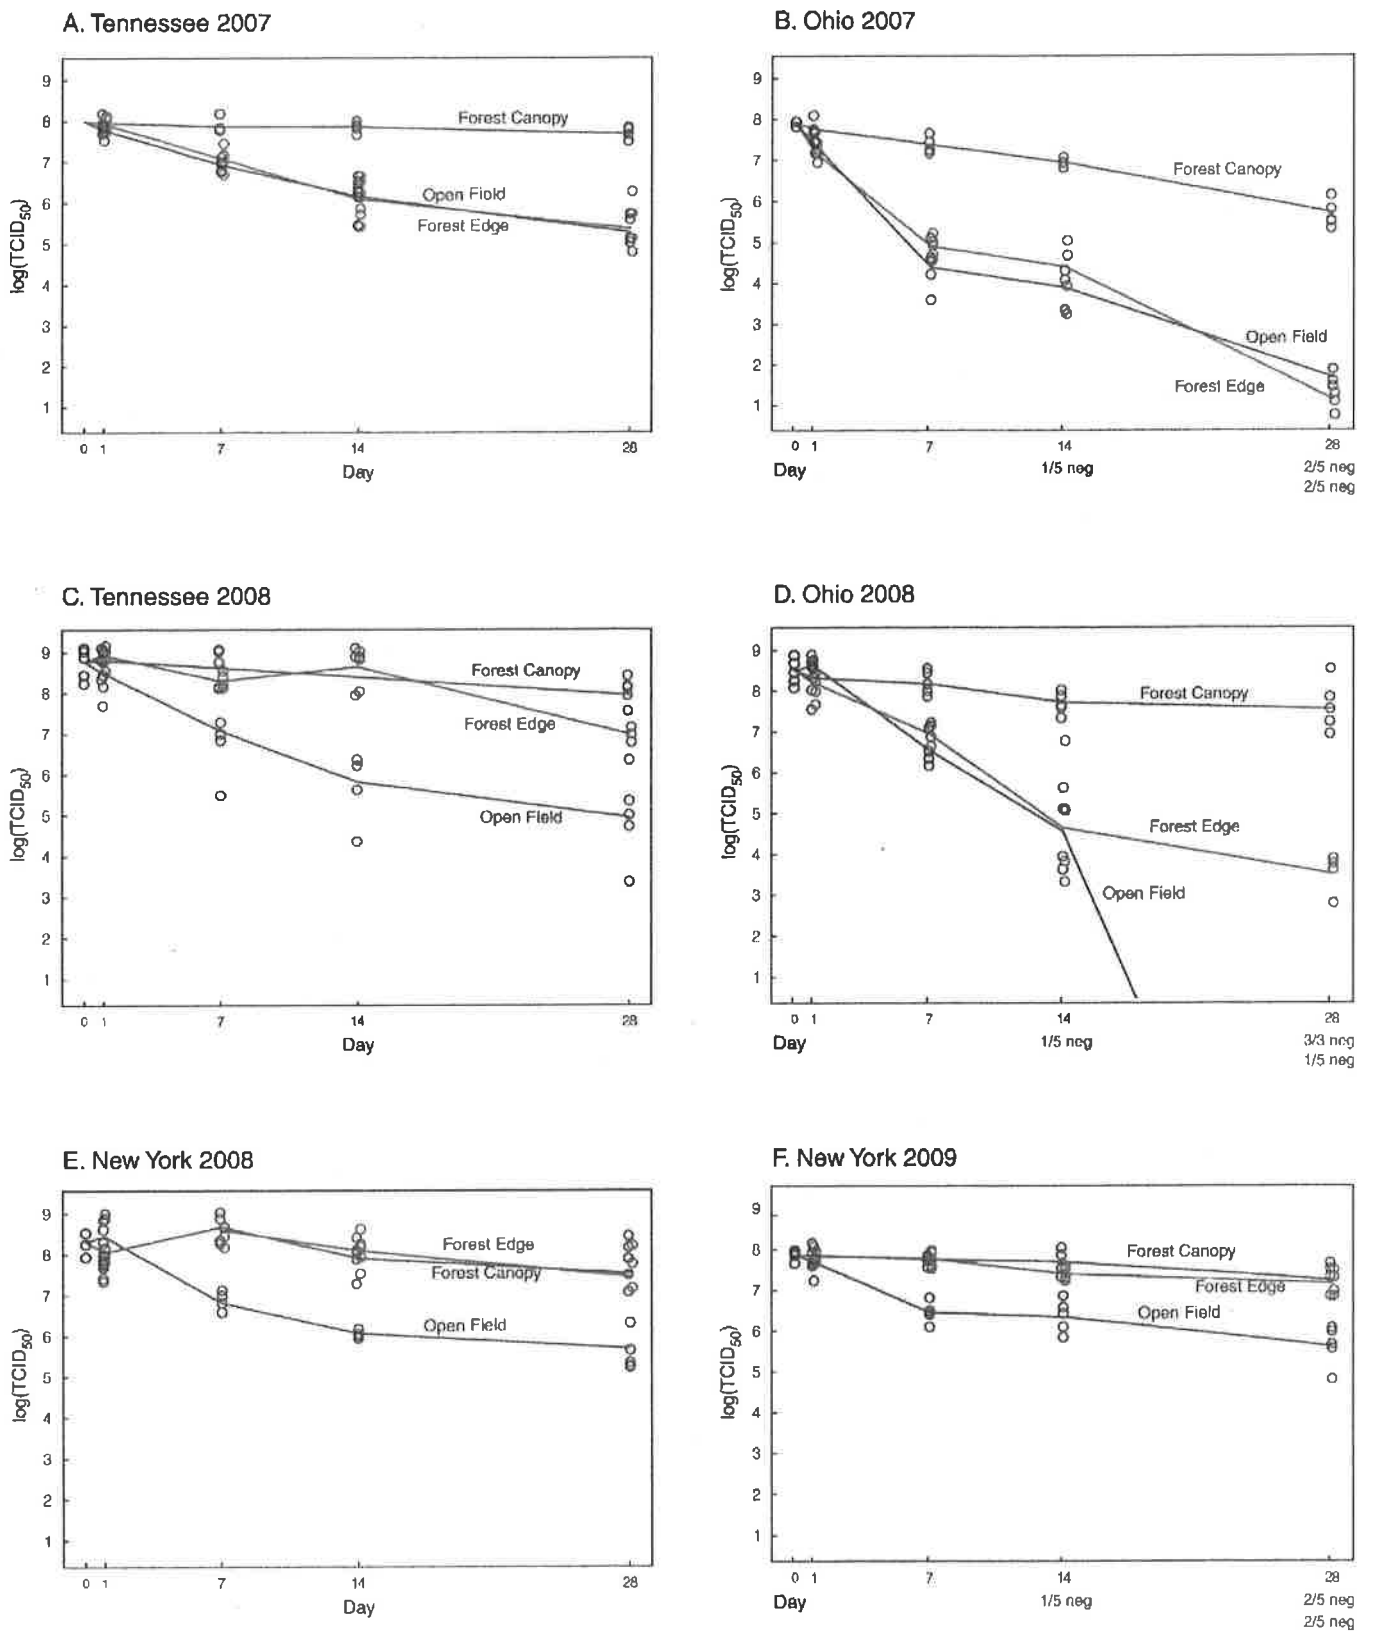 A. Tennessee 2007
9
8
7
6
5
4
3
2
1
log(TCID50)
Forest Canopy
Open Field
Forest Edge
0 1 7 14 28
Day
B. Ohio 2007
9
8
7
6
5
4
3
2
1
log(TCID50)
Forest Canopy
Open Field
Forest Edge
0 1 7 14 28
Day 1/5 neg 2/5 neg
2/5 neg
C. Tennessee 2008
9
8
7
6
5
4
3
2
1
log(TCID50)
Forest Canopy
Forest Edge
Open Field
0 1 7 14 28
Day
D. Ohio 2008
9
8
7
6
5
4
3
2
1
log(TCID50)
Forest Canopy
Forest Edge
Open Field
0 1 7 14 28
Day 1/5 neg 3/3 neg
1/5 neg
E. New York 2008
9
8
7
6
5
4
3
2
1
log(TCID50)
Forest Edge
Forest Canopy
Open Field
0 1 7 14 28
Day
F. New York 2009
9
8
7
6
5
4
3
2
1
log(TCID50)
Forest Canopy
Forest Edge
Open Field
0 1 7 14 28
Day 1/5 neg 2/5 neg
2/5 neg